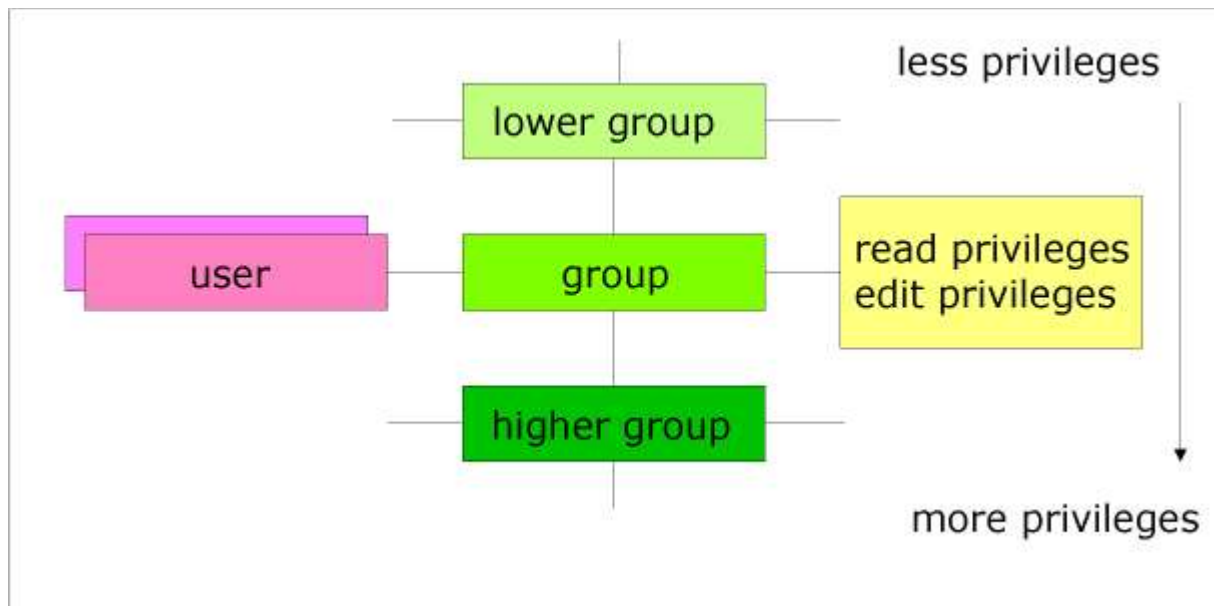 less privileges
lower group
user
group
read privileges
edit privileges
higher group
more privileges